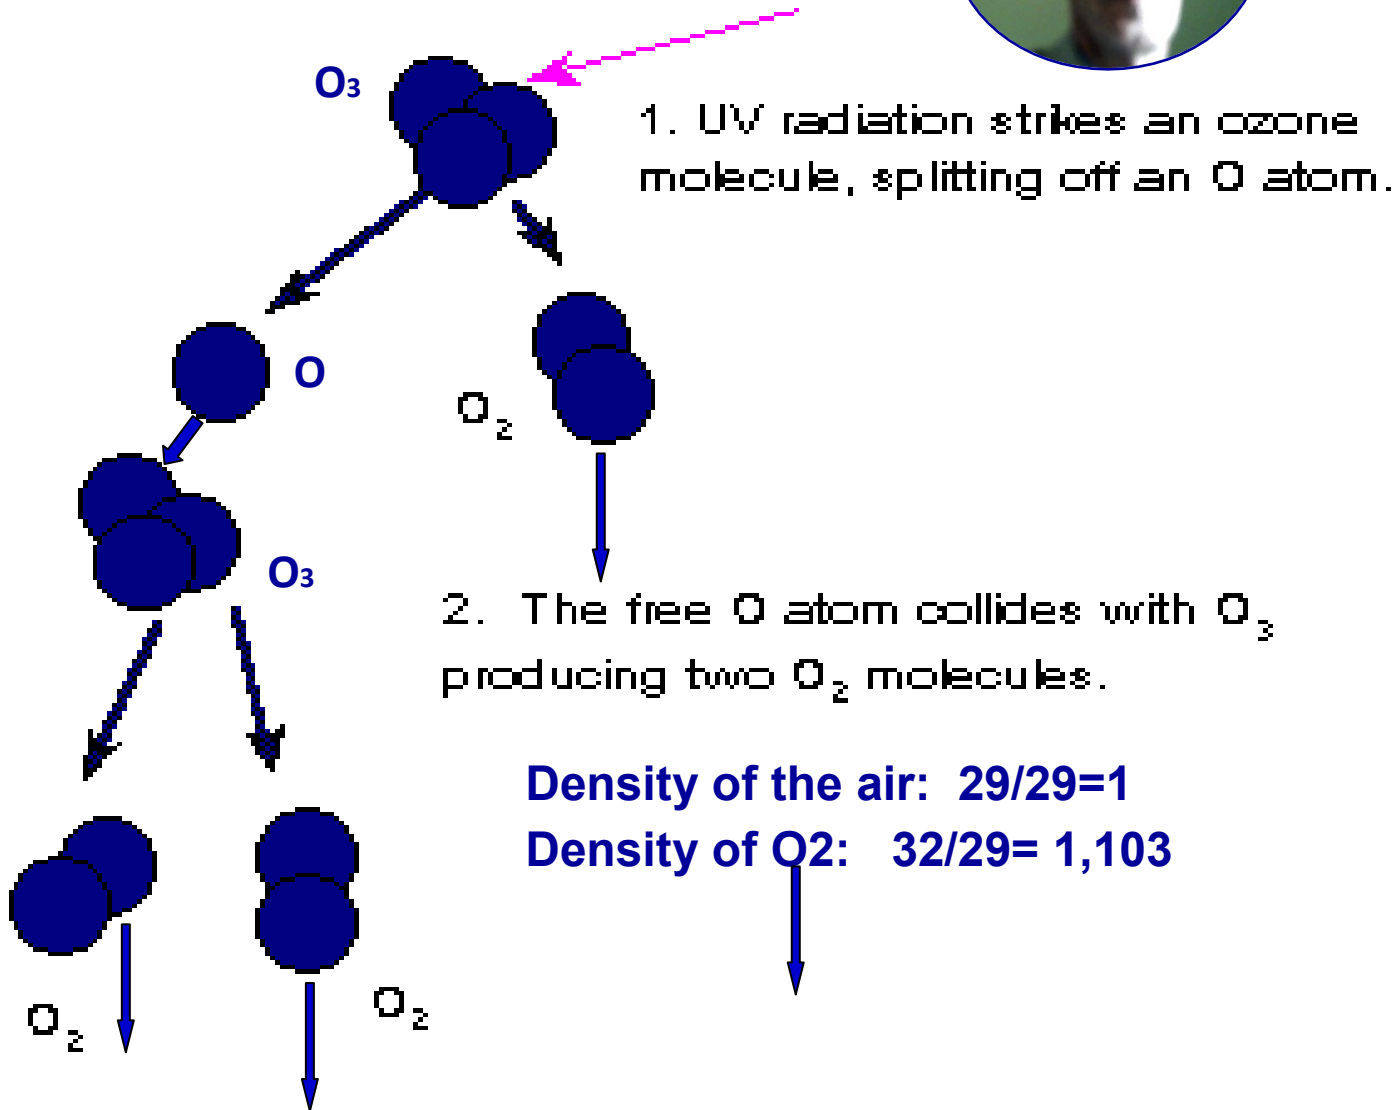 O₃
1. UV radiation strikes an ozone
molecule, splitting off an O atom.
O
O₂
O₃
2. The free O atom collides with O₃
producing two O₂ molecules.
Density of the air: 29/29=1
Density of O2: 32/29= 1,103
O₂
O₂